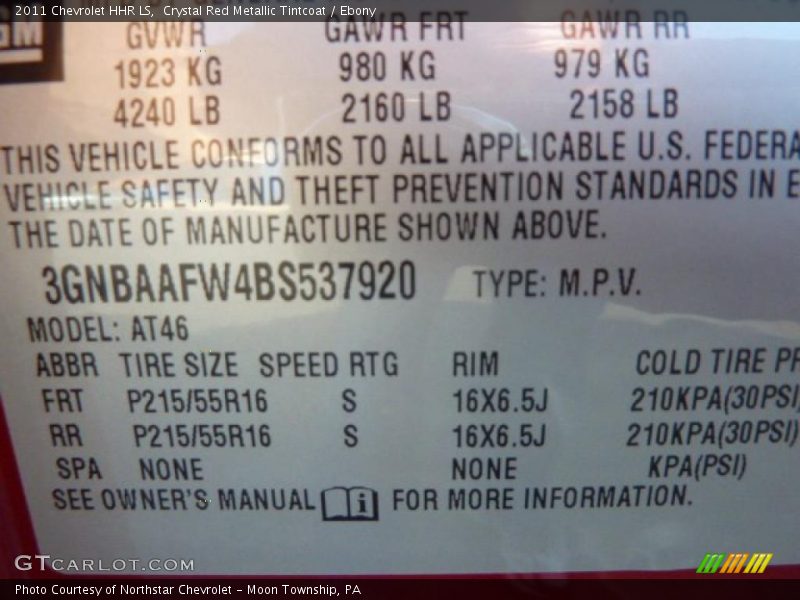 2011 Chevrolet HHR LS, Crystal Red Metallic Tintcoat / Ebony
GM
GVWR GAWR FRT GAWR RR
1923 KG 980 KG 979 KG
4240 LB 2160 LB 2158 LB
THIS VEHICLE CONFORMS TO ALL APPLICABLE U.S. FEDERA
VEHICLE SAFETY AND THEFT PREVENTION STANDARDS IN E
THE DATE OF MANUFACTURE SHOWN ABOVE.
3GNBAAFW4BS537920 TYPE: M.P.V.
MODEL: AT46
ABBR TIRE SIZE SPEED RTG RIM COLD TIRE PR
FRT P215/55R16 S 16X6.5J 210KPA(30PSI)
RR P215/55R16 S 16X6.5J 210KPA(30PSI)
SPA NONE NONE KPA(PSI)
SEE OWNER'S MANUAL i FOR MORE INFORMATION.
GTCARLOT.COM
Photo Courtesy of Northstar Chevrolet - Moon Township, PA